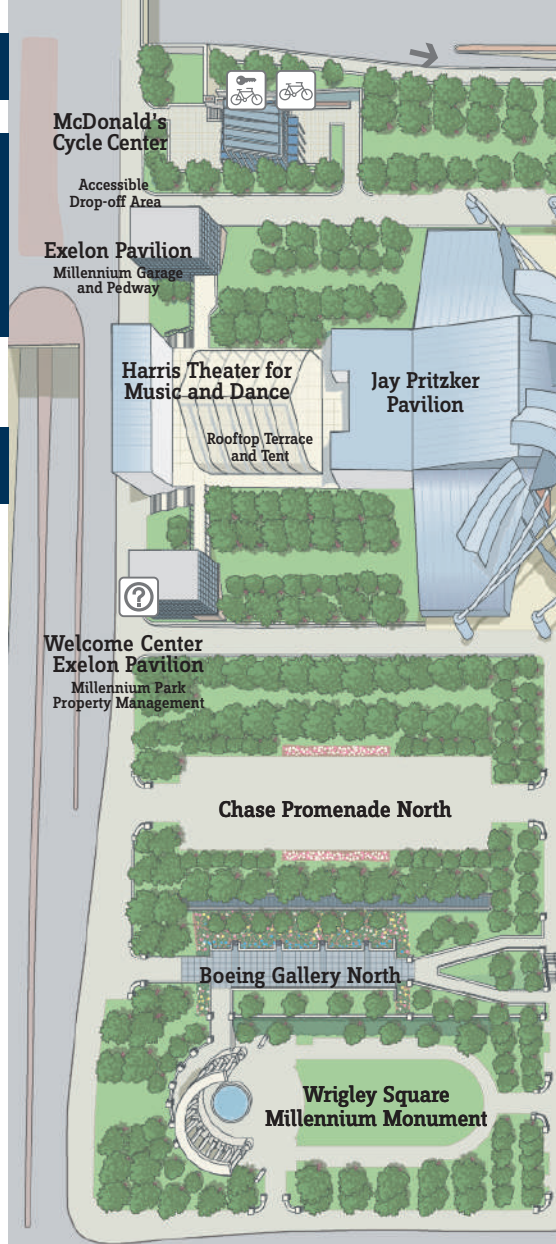 McDonald's
Cycle Center
Accessible
Drop-off Area
Exelon Pavilion
Millennium Garage
and Pedway
Harris Theater for
Music and Dance
Jay Pritzker
Pavilion
Rooftop Terrace
and Tent
?
Welcome Center
Exelon Pavilion
Millennium Park
Property Management
Chase Promenade North
Boeing Gallery North
Wrigley Square
Millennium Monument